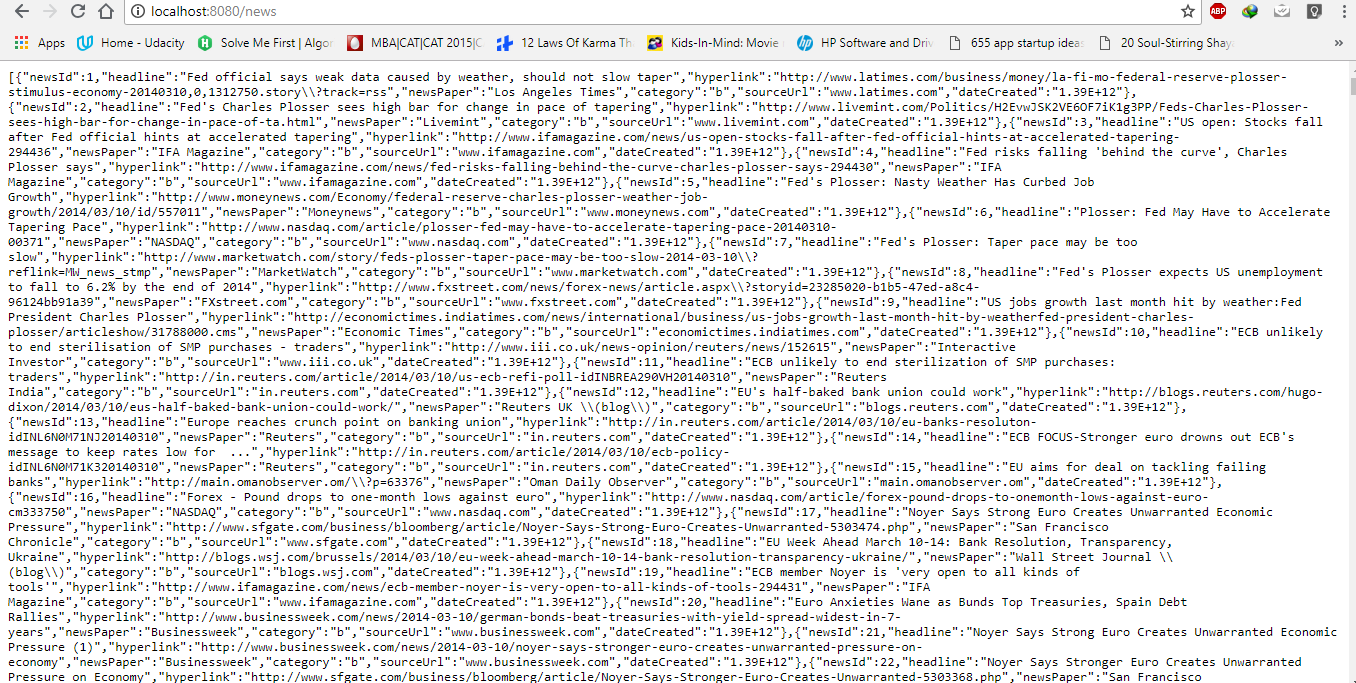 localhost:8080/news
Apps Home - Udacity Solve Me First | Algor MBA|CAT|CAT 2015|C 12 Laws Of Karma Th Kids-In-Mind: Movie HP Software and Driv 655 app startup ideas 20 Soul-Stirring Shay »
[{"newsId":1,"headline":"Fed official says weak data caused by weather, should not slow taper","hyperlink":"http://www.latimes.com/business/money/la-fi-mo-federal-reserve-plosser-
stimulus-economy-20140310,0,1312750.story\\?track=rss","newsPaper":"Los Angeles Times","category":"b","sourceUrl":"www.latimes.com","dateCreated":"1.39E+12"},
{"newsId":2,"headline":"Fed's Charles Plosser sees high bar for change in pace of tapering","hyperlink":"http://www.livemint.com/Politics/H2EvwJSK2VE6OF7iK1g3PP/Feds-Charles-Plosser-
sees-high-bar-for-change-in-pace-of-ta.html","newsPaper":"Livemint","category":"b","sourceUrl":"www.livemint.com","dateCreated":"1.39E+12"},{"newsId":3,"headline":"US open: Stocks fall
after Fed official hints at accelerated tapering","hyperlink":"http://www.ifamagazine.com/news/us-open-stocks-fall-after-fed-official-hints-at-accelerated-tapering-
294436","newsPaper":"IFA Magazine","category":"b","sourceUrl":"www.ifamagazine.com","dateCreated":"1.39E+12"},{"newsId":4,"headline":"Fed risks falling 'behind the curve', Charles
Plosser says","hyperlink":"http://www.ifamagazine.com/news/fed-risks-falling-behind-the-curve-charles-plosser-says-294430","newsPaper":"IFA
Magazine","category":"b","sourceUrl":"www.ifamagazine.com","dateCreated":"1.39E+12"},{"newsId":5,"headline":"Fed's Plosser: Nasty Weather Has Curbed Job
Growth","hyperlink":"http://www.moneynews.com/Economy/federal-reserve-charles-plosser-weather-job-
growth/2014/03/10/id/557011","newsPaper":"Moneynews","category":"b","sourceUrl":"www.moneynews.com","dateCreated":"1.39E+12"},{"newsId":6,"headline":"Plosser: Fed May Have to Accelerate
Tapering Pace","hyperlink":"http://www.nasdaq.com/article/plosser-fed-may-have-to-accelerate-tapering-pace-20140310-
00371","newsPaper":"NASDAQ","category":"b","sourceUrl":"www.nasdaq.com","dateCreated":"1.39E+12"},{"newsId":7,"headline":"Fed's Plosser: Taper pace may be too
slow","hyperlink":"http://www.marketwatch.com/story/feds-plosser-taper-pace-may-be-too-slow-2014-03-10\\?
reflink=MW_news_stmp","newsPaper":"MarketWatch","category":"b","sourceUrl":"www.marketwatch.com","dateCreated":"1.39E+12"},{"newsId":8,"headline":"Fed's Plosser expects US unemployment
to fall to 6.2% by the end of 2014","hyperlink":"http://www.fxstreet.com/news/forex-news/article.aspx\\?storyid=23285020-b1b5-47ed-a8c4-
96124bb91a39","newsPaper":"FXstreet.com","category":"b","sourceUrl":"www.fxstreet.com","dateCreated":"1.39E+12"},{"newsId":9,"headline":"US jobs growth last month hit by weather:Fed
President Charles Plosser","hyperlink":"http://economictimes.indiatimes.com/news/international/business/us-jobs-growth-last-month-hit-by-weatherfed-president-charles-
plosser/articleshow/31788000.cms","newsPaper":"Economic Times","category":"b","sourceUrl":"economictimes.indiatimes.com","dateCreated":"1.39E+12"},{"newsId":10,"headline":"ECB unlikely
to end sterilisation of SMP purchases - traders","hyperlink":"http://www.iii.co.uk/news-opinion/reuters/news/152615","newsPaper":"Interactive
Investor","category":"b","sourceUrl":"www.iii.co.uk","dateCreated":"1.39E+12"},{"newsId":11,"headline":"ECB unlikely to end sterilization of SMP purchases:
traders","hyperlink":"http://in.reuters.com/article/2014/03/10/us-ecb-refi-poll-idINBREA290VH20140310","newsPaper":"Reuters
India","category":"b","sourceUrl":"in.reuters.com","dateCreated":"1.39E+12"},{"newsId":12,"headline":"EU's half-baked bank union could work","hyperlink":"http://blogs.reuters.com/hugo-
dixon/2014/03/10/eus-half-baked-bank-union-could-work/","newsPaper":"Reuters UK \\(blog\\)","category":"b","sourceUrl":"blogs.reuters.com","dateCreated":"1.39E+12"},
{"newsId":13,"headline":"Europe reaches crunch point on banking union","hyperlink":"http://in.reuters.com/article/2014/03/10/eu-banks-resoluton-
idINL6N0M71NJ20140310","newsPaper":"Reuters","category":"b","sourceUrl":"in.reuters.com","dateCreated":"1.39E+12"},{"newsId":14,"headline":"ECB FOCUS-Stronger euro drowns out ECB's
message to keep rates low for  ...","hyperlink":"http://in.reuters.com/article/2014/03/10/ecb-policy-
idINL6N0M71K320140310","newsPaper":"Reuters","category":"b","sourceUrl":"in.reuters.com","dateCreated":"1.39E+12"},{"newsId":15,"headline":"EU aims for deal on tackling failing
banks","hyperlink":"http://main.omanobserver.om/\\?p=63376","newsPaper":"Oman Daily Observer","category":"b","sourceUrl":"main.omanobserver.om","dateCreated":"1.39E+12"},
{"newsId":16,"headline":"Forex - Pound drops to one-month lows against euro","hyperlink":"http://www.nasdaq.com/article/forex-pound-drops-to-onemonth-lows-against-euro-
cm333750","newsPaper":"NASDAQ","category":"b","sourceUrl":"www.nasdaq.com","dateCreated":"1.39E+12"},{"newsId":17,"headline":"Noyer Says Strong Euro Creates Unwarranted Economic
Pressure","hyperlink":"http://www.sfgate.com/business/bloomberg/article/Noyer-Says-Strong-Euro-Creates-Unwarranted-5303474.php","newsPaper":"San Francisco
Chronicle","category":"b","sourceUrl":"www.sfgate.com","dateCreated":"1.39E+12"},{"newsId":18,"headline":"EU Week Ahead March 10-14: Bank Resolution, Transparency,
Ukraine","hyperlink":"http://blogs.wsj.com/brussels/2014/03/10/eu-week-ahead-march-10-14-bank-resolution-transparency-ukraine/","newsPaper":"Wall Street Journal \\
(blog\\)","category":"b","sourceUrl":"blogs.wsj.com","dateCreated":"1.39E+12"},{"newsId":19,"headline":"ECB member Noyer is 'very open to all kinds of
tools'","hyperlink":"http://www.ifamagazine.com/news/ecb-member-noyer-is-very-open-to-all-kinds-of-tools-294431","newsPaper":"IFA
Magazine","category":"b","sourceUrl":"www.ifamagazine.com","dateCreated":"1.39E+12"},{"newsId":20,"headline":"Euro Anxieties Wane as Bunds Top Treasuries, Spain Debt
Rallies","hyperlink":"http://www.businessweek.com/news/2014-03-10/german-bonds-beat-treasuries-with-yield-spread-widest-in-7-
years","newsPaper":"Businessweek","category":"b","sourceUrl":"www.businessweek.com","dateCreated":"1.39E+12"},{"newsId":21,"headline":"Noyer Says Strong Euro Creates Unwarranted Economic
Pressure (1)","hyperlink":"http://www.businessweek.com/news/2014-03-10/noyer-says-stronger-euro-creates-unwarranted-pressure-on-
economy","newsPaper":"Businessweek","category":"b","sourceUrl":"www.businessweek.com","dateCreated":"1.39E+12"},{"newsId":22,"headline":"Noyer Says Stronger Euro Creates Unwarranted
Pressure on Economy","hyperlink":"http://www.sfgate.com/business/bloomberg/article/Noyer-Says-Stronger-Euro-Creates-Unwarranted-5303368.php","newsPaper":"San Francisco